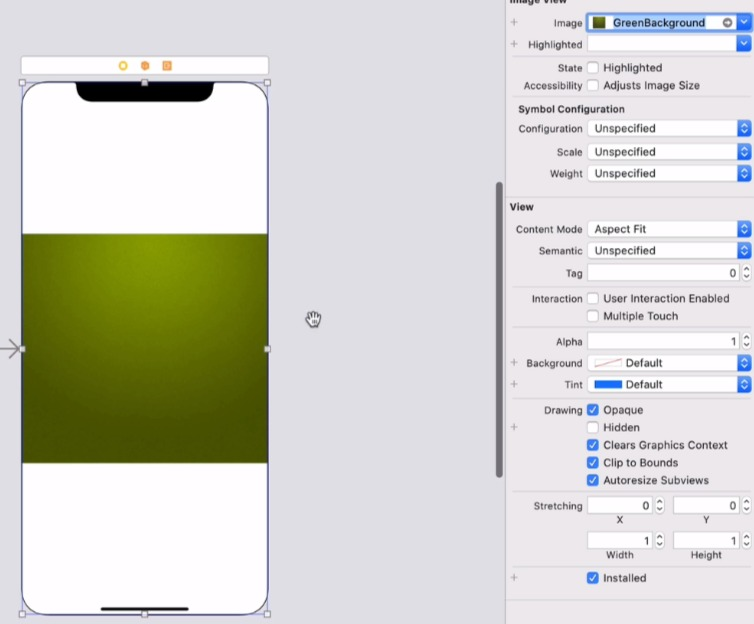 Image View
Image GreenBackground
Highlighted
State Highlighted
Accessibility Adjusts Image Size
Symbol Configuration
Configuration Unspecified
Scale Unspecified
Weight Unspecified
View
Content Mode Aspect Fit
Semantic Unspecified
Tag 0
Interaction User Interaction Enabled
Multiple Touch
Alpha 1
Background Default
Tint Default
Drawing Opaque
Hidden
Clears Graphics Context
Clip to Bounds
Autoresize Subviews
Stretching 0 0
X Y
1 1
Width Height
Installed